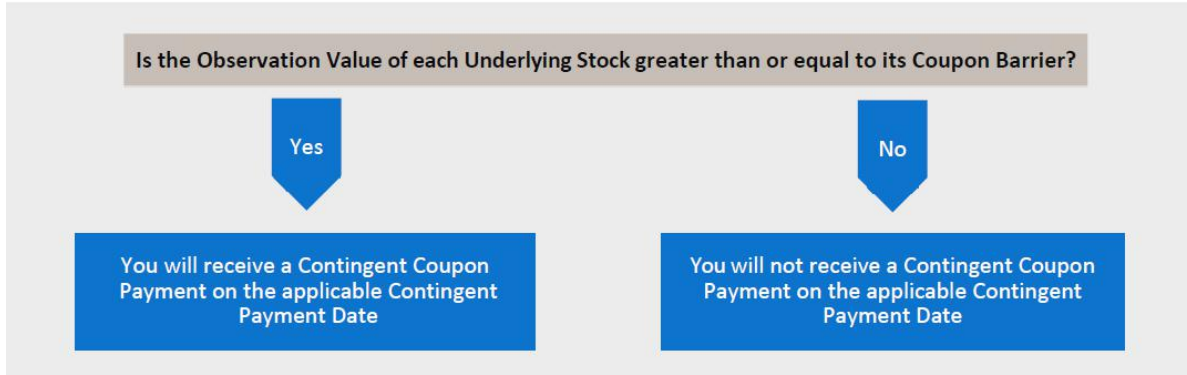 Is the Observation Value of each Underlying Stock greater than or equal to its Coupon Barrier?
Yes
No
You will receive a Contingent Coupon
Payment on the applicable Contingent
Payment Date
You will not receive a Contingent Coupon
Payment on the applicable Contingent
Payment Date